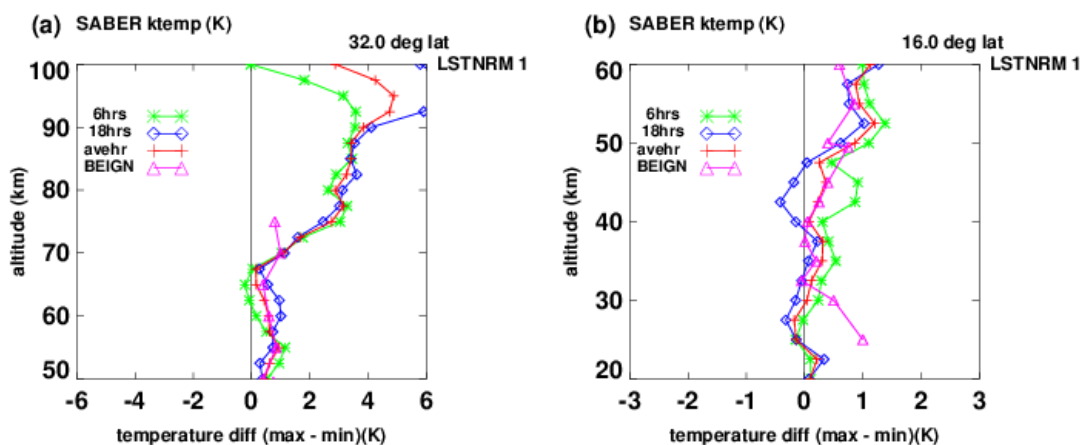 (a) SABER ktemp (K)
32.0 deg lat
LSTNRM 1
100
90
80
70
60
50
altitude (km)
6hrs
18hrs
avehr
BEIGN
-6 -4 -2 0 2 4 6
temperature diff (max - min)(K)
(b) SABER ktemp (K)
16.0 deg lat
LSTNRM 1
60
50
40
30
20
altitude (km)
6hrs
18hrs
avehr
BEIGN
-3 -2 -1 0 1 2 3
temperature diff (max - min)(K)